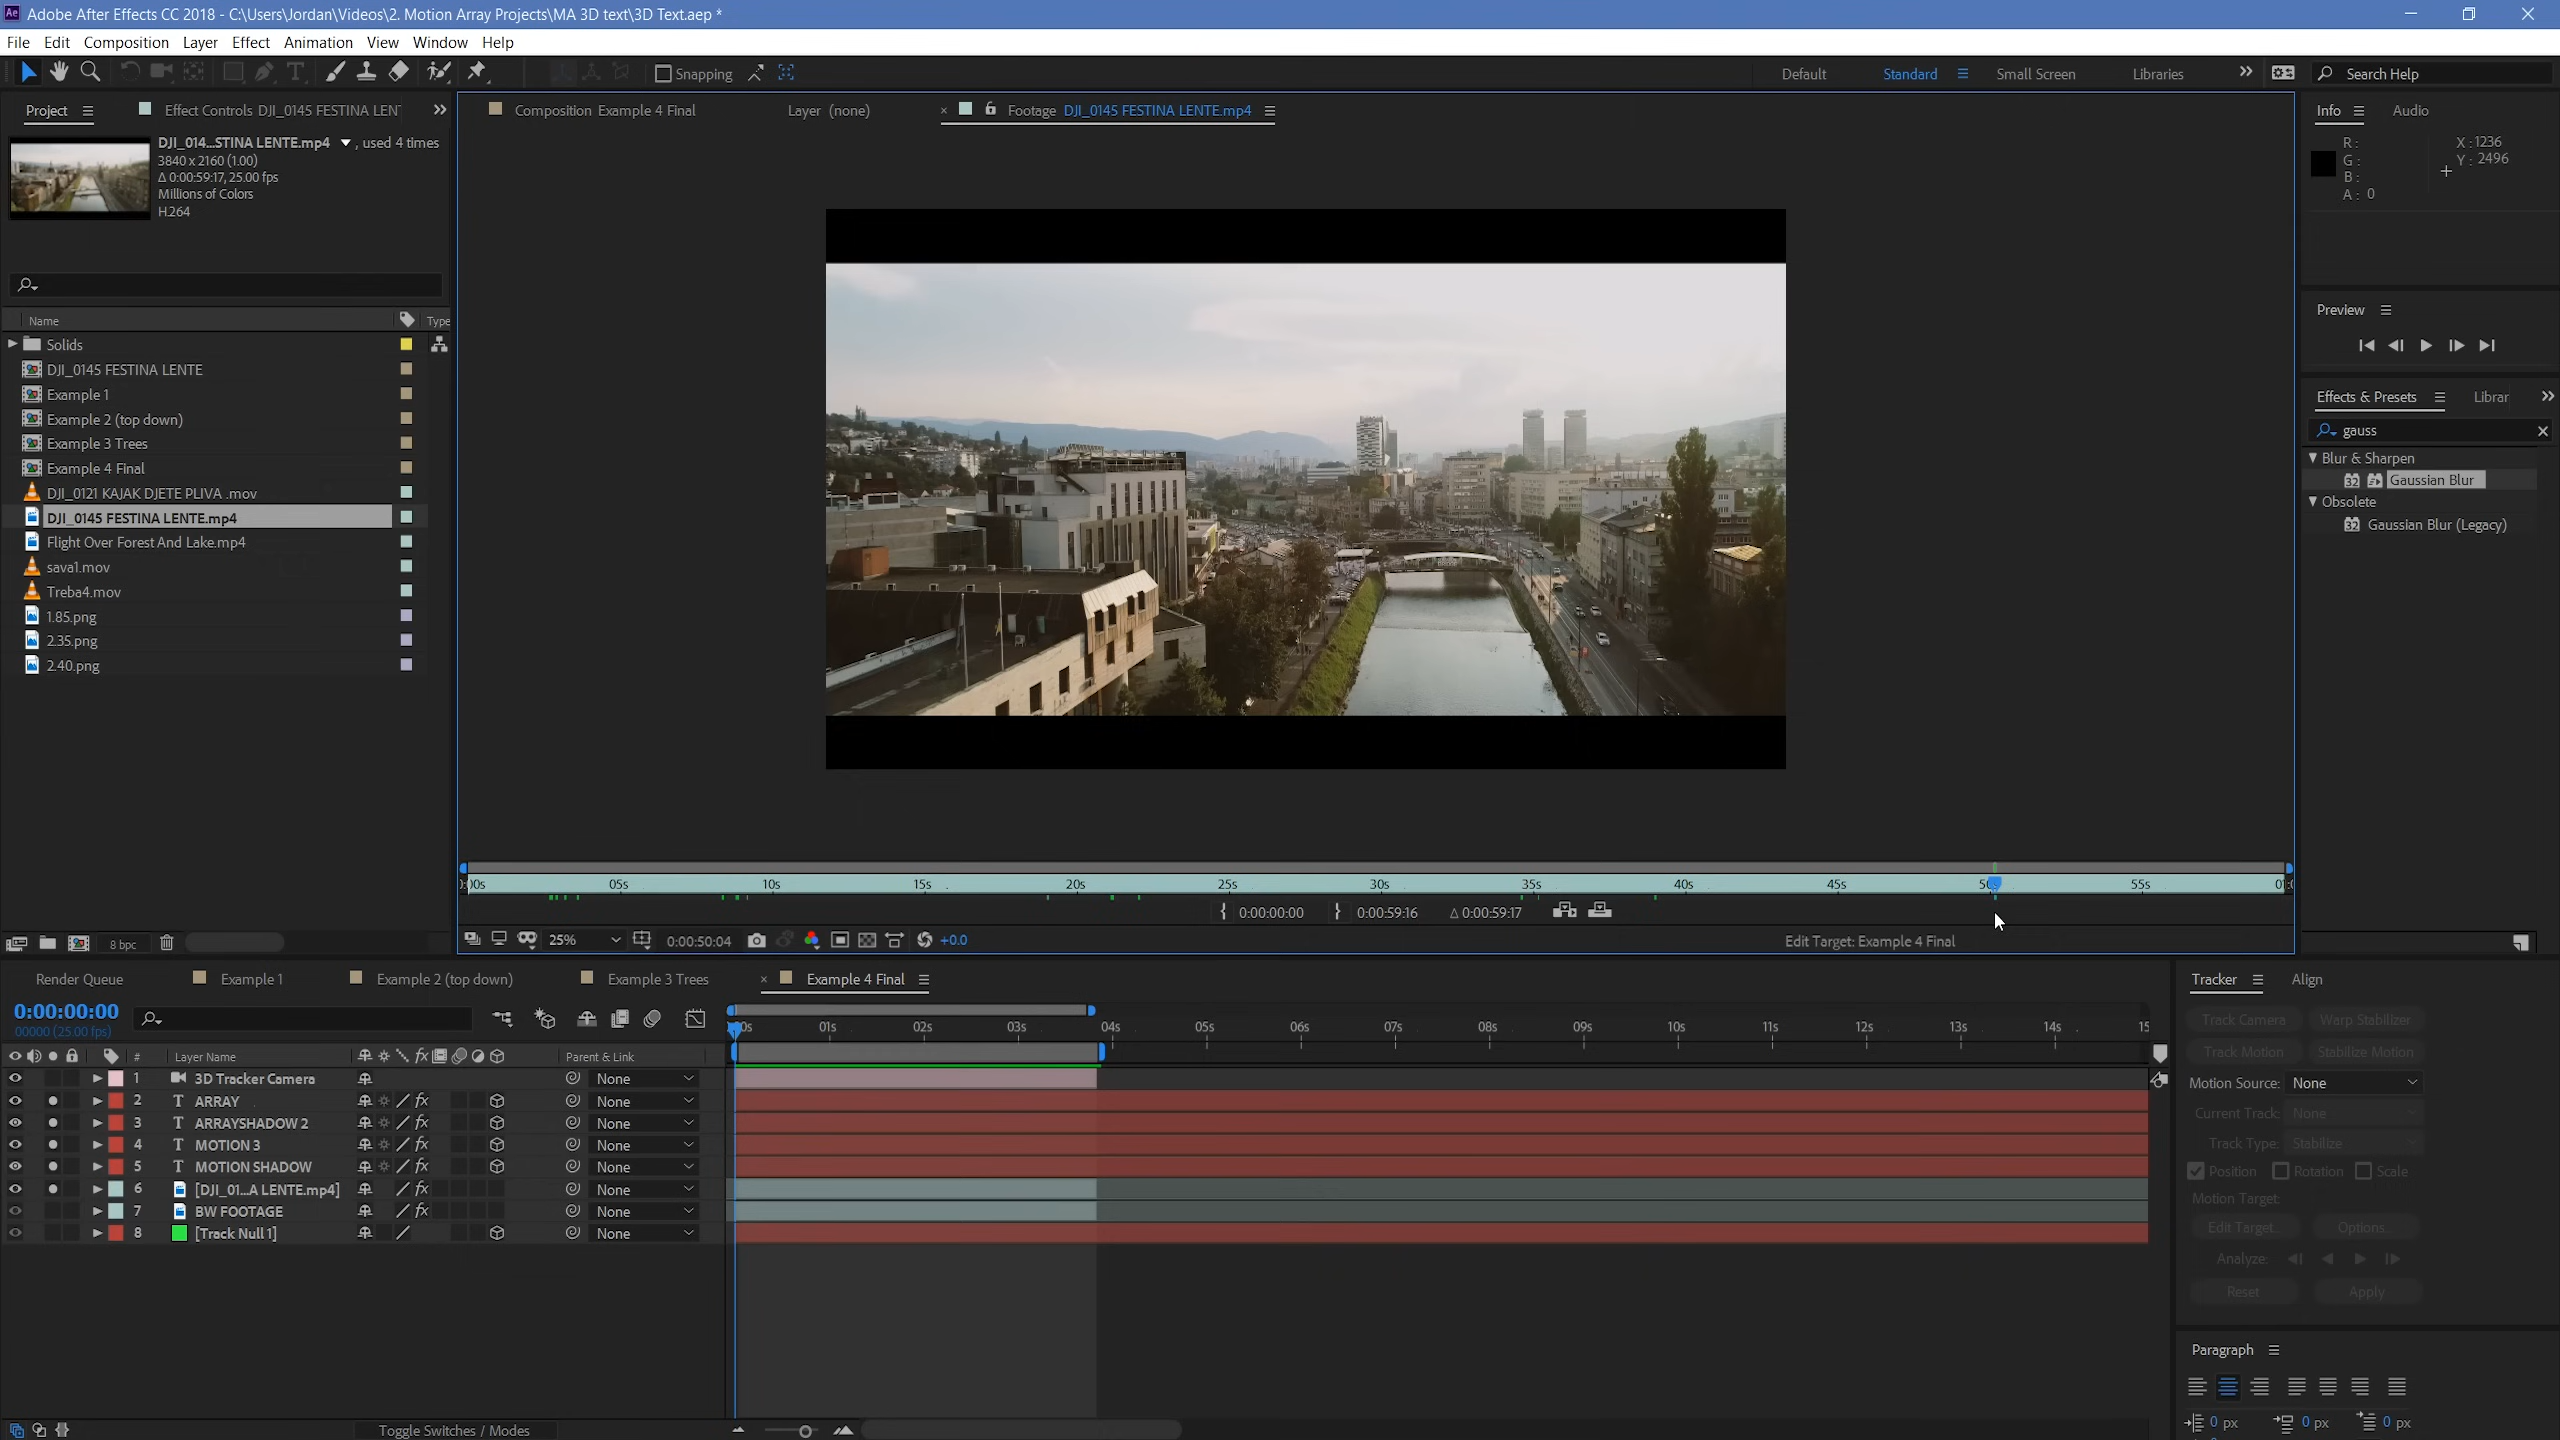 Adobe After Effects CC 2018 - C:\Users\Jordan\Videos\2. Motion Array Projects\MA 3D text\3D Text.aep *
File Edit Composition Layer Effect Animation View Window Help
Snapping Default Standard Small Screen Libraries Search Help
Project Effect Controls DJI_0145 FESTINA LENT
Composition Example 4 Final Layer (none) × Footage DJI_0145 FESTINA LENTE.mp4
Info Audio
DJI_014...STINA LENTE.mp4 , used 4 times
3840 x 2160 (1.00)
Δ 0:00:59:17, 25.00 fps
Millions of Colors
H.264
R :
G :
B :
A : 0
X : 1236
Y : 2496
Preview
Name Type
Solids
DJI_0145 FESTINA LENTE
Example 1
Example 2 (top down)
Example 3 Trees
Example 4 Final
DJI_0121 KAJAK DJETE PLIVA .mov
DJI_0145 FESTINA LENTE.mp4
Flight Over Forest And Lake.mp4
sava1.mov
Treba4.mov
1.85.png
2.35.png
2.40.png
Effects & Presets Librar
gauss
Blur & Sharpen
32 Gaussian Blur
Obsolete
32 Gaussian Blur (Legacy)
05s 10s 15s 20s 25s 30s 35s 40s 45s 55s
0:00:00:00 0:00:59:16 Δ 0:00:59:17
8 bpc
25% 0:00:50:04 +0.0 Edit Target: Example 4 Final
Render Queue Example 1 Example 2 (top down) Example 3 Trees × Example 4 Final
0:00:00:00
00000 (25.00 fps)
01s 02s 03s 04s 05s 06s 07s 08s 09s 10s 11s 12s 13s 14s 15
# Layer Name fx Parent & Link
1 3D Tracker Camera None
2 ARRAY fx None
3 ARRAYSHADOW 2 fx None
4 MOTION 3 fx None
5 MOTION SHADOW fx None
6 [DJI_01...A LENTE.mp4] fx None
7 BW FOOTAGE fx None
8 [Track Null 1] None
Toggle Switches / Modes
Tracker Align
Track Camera Warp Stabilizer
Track Motion Stabilize Motion
Motion Source: None
Current Track: None
Track Type: Stabilize
Position Rotation Scale
Motion Target:
Edit Target... Options...
Analyze:
Reset Apply
Paragraph
0 px 0 px 0 px